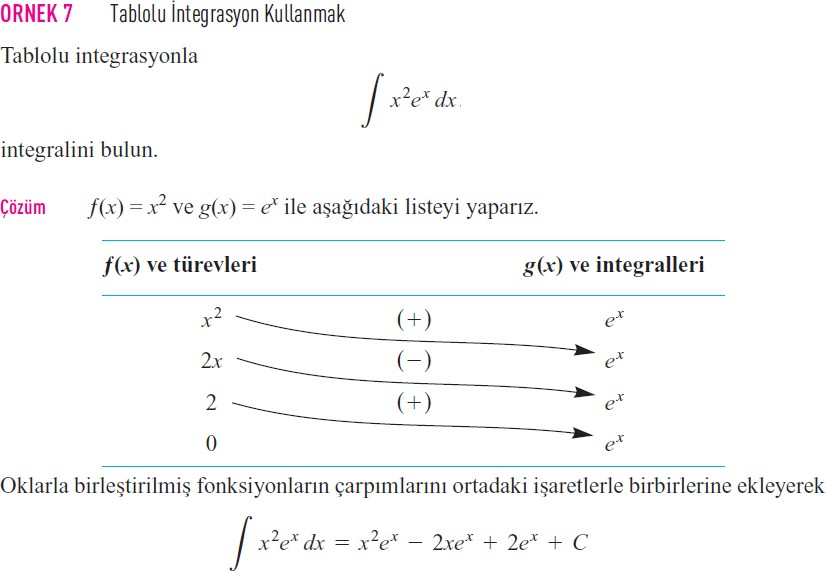 ORNEK 7 Tablolu İntegrasyon Kullanmak
Tablolu integrasyonla
∫ x²eˣ dx.
integralini bulun.
Çözüm f(x) = x² ve g(x) = eˣ ile aşağıdaki listeyi yaparız.
f(x) ve türevleri g(x) ve integralleri
x² (+) eˣ
2x (−) eˣ
2 (+) eˣ
0 eˣ
Oklarla birleştirilmiş fonksiyonların çarpımlarını ortadaki işaretlerle birbirlerine ekleyerek
∫ x²eˣ dx = x²eˣ − 2xeˣ + 2eˣ + C